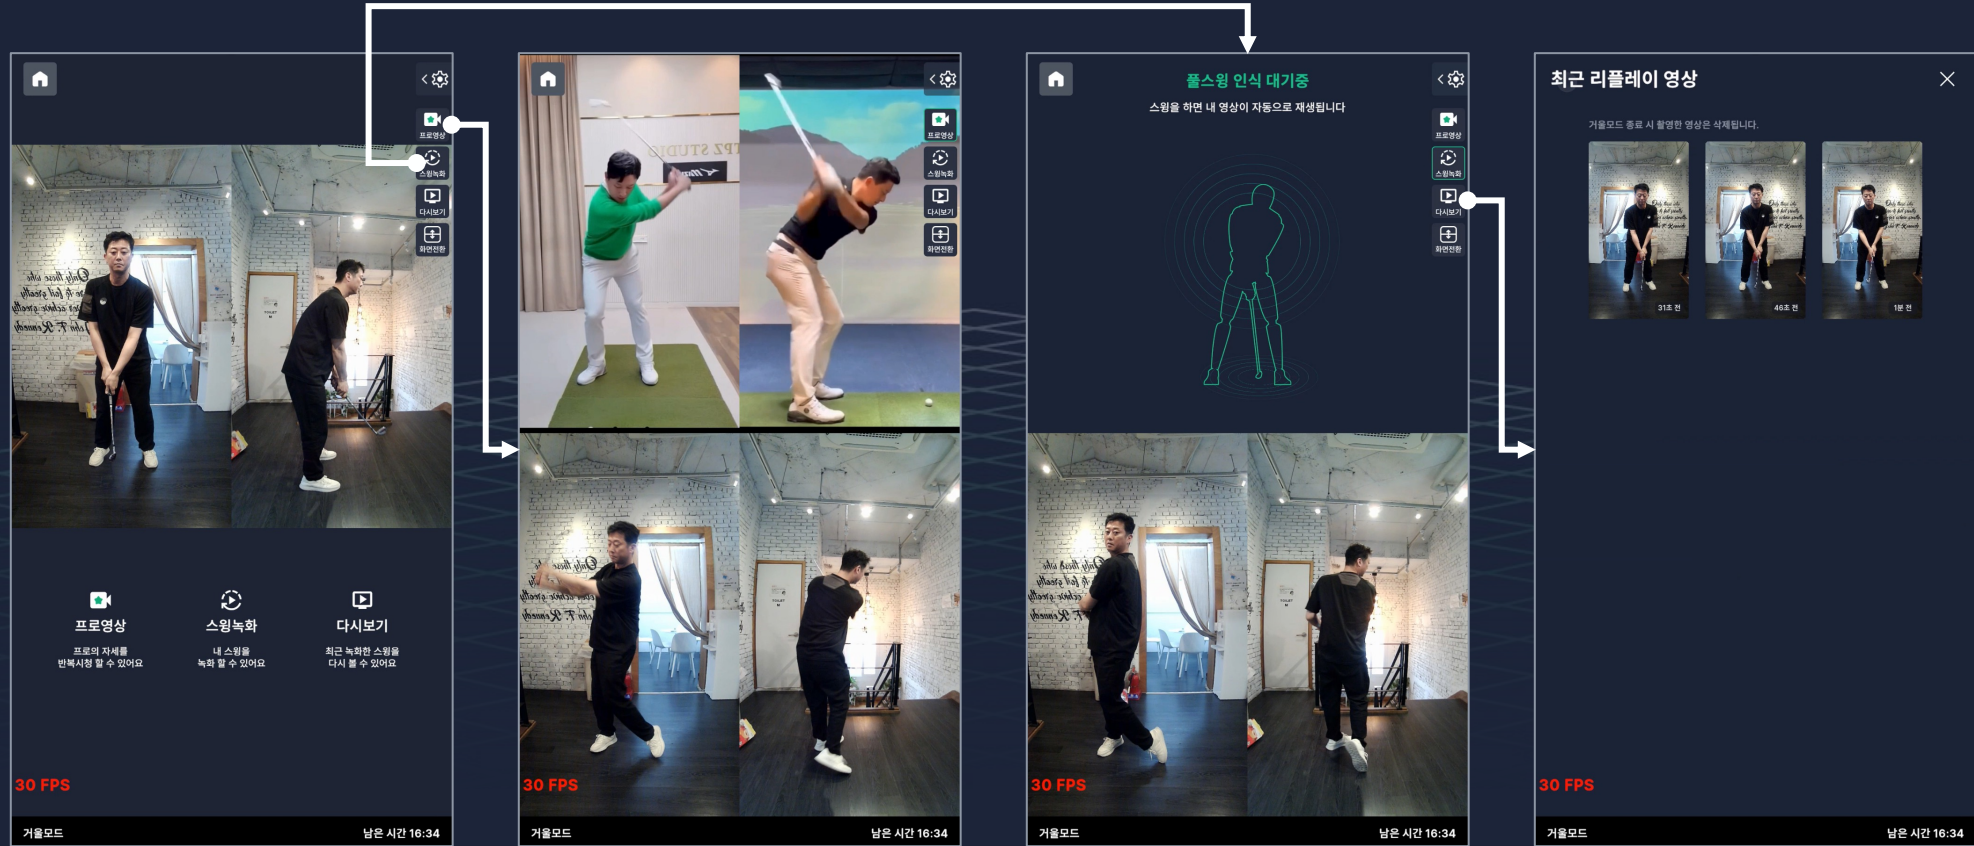 프로영상
스윙녹화
다시보기
화면전환
프로영상
프로의 자세를
반복시청 할 수 있어요
스윙녹화
내 스윙을
녹화 할 수 있어요
다시보기
최근 녹화한 스윙을
다시 볼 수 있어요
30 FPS
거울모드
남은 시간 16:34
프로영상
스윙녹화
다시보기
화면전환
30 FPS
거울모드
남은 시간 16:34
풀스윙 인식 대기중
스윙을 하면 내 영상이 자동으로 재생됩니다
프로영상
스윙녹화
다시보기
화면전환
30 FPS
거울모드
남은 시간 16:34
최근 리플레이 영상
거울모드 종료 시 촬영한 영상은 삭제됩니다.
31초 전
46초 전
1분 전
30 FPS
거울모드
남은 시간 16:34